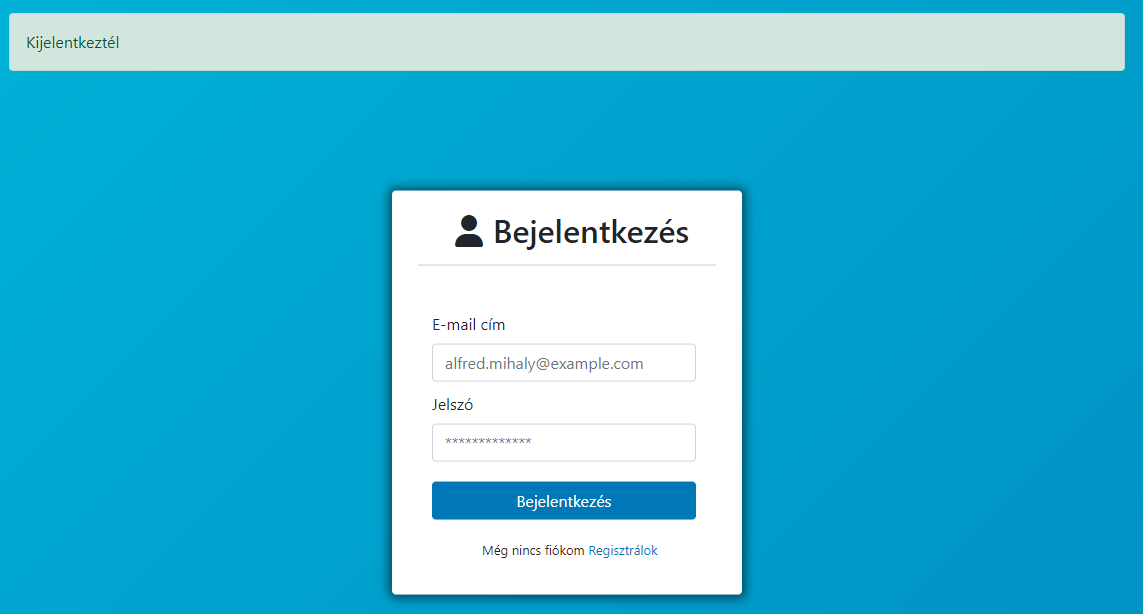 Kijelentkeztél
Bejelentkezés
E-mail cím
alfred.mihaly@example.com
Jelszó
*************
Bejelentkezés
Még nincs fiókom Regisztrálok